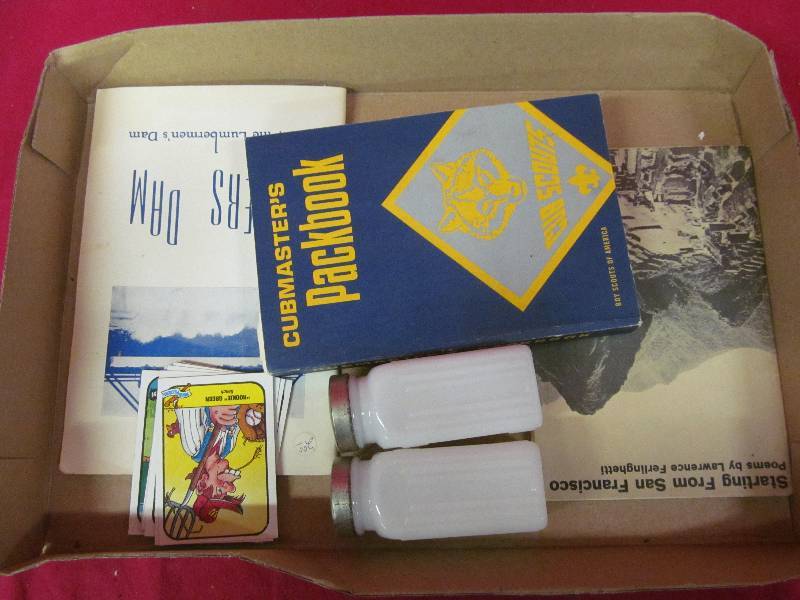 the Lumbermen's Dam
ERS DAM
CUBMASTER'S
Packbook
CUB SCOUTS
BOY SCOUTS OF AMERICA
"ROOKIE" GREEN
Starting From San Francisco
Poems by Lawrence Ferlinghetti